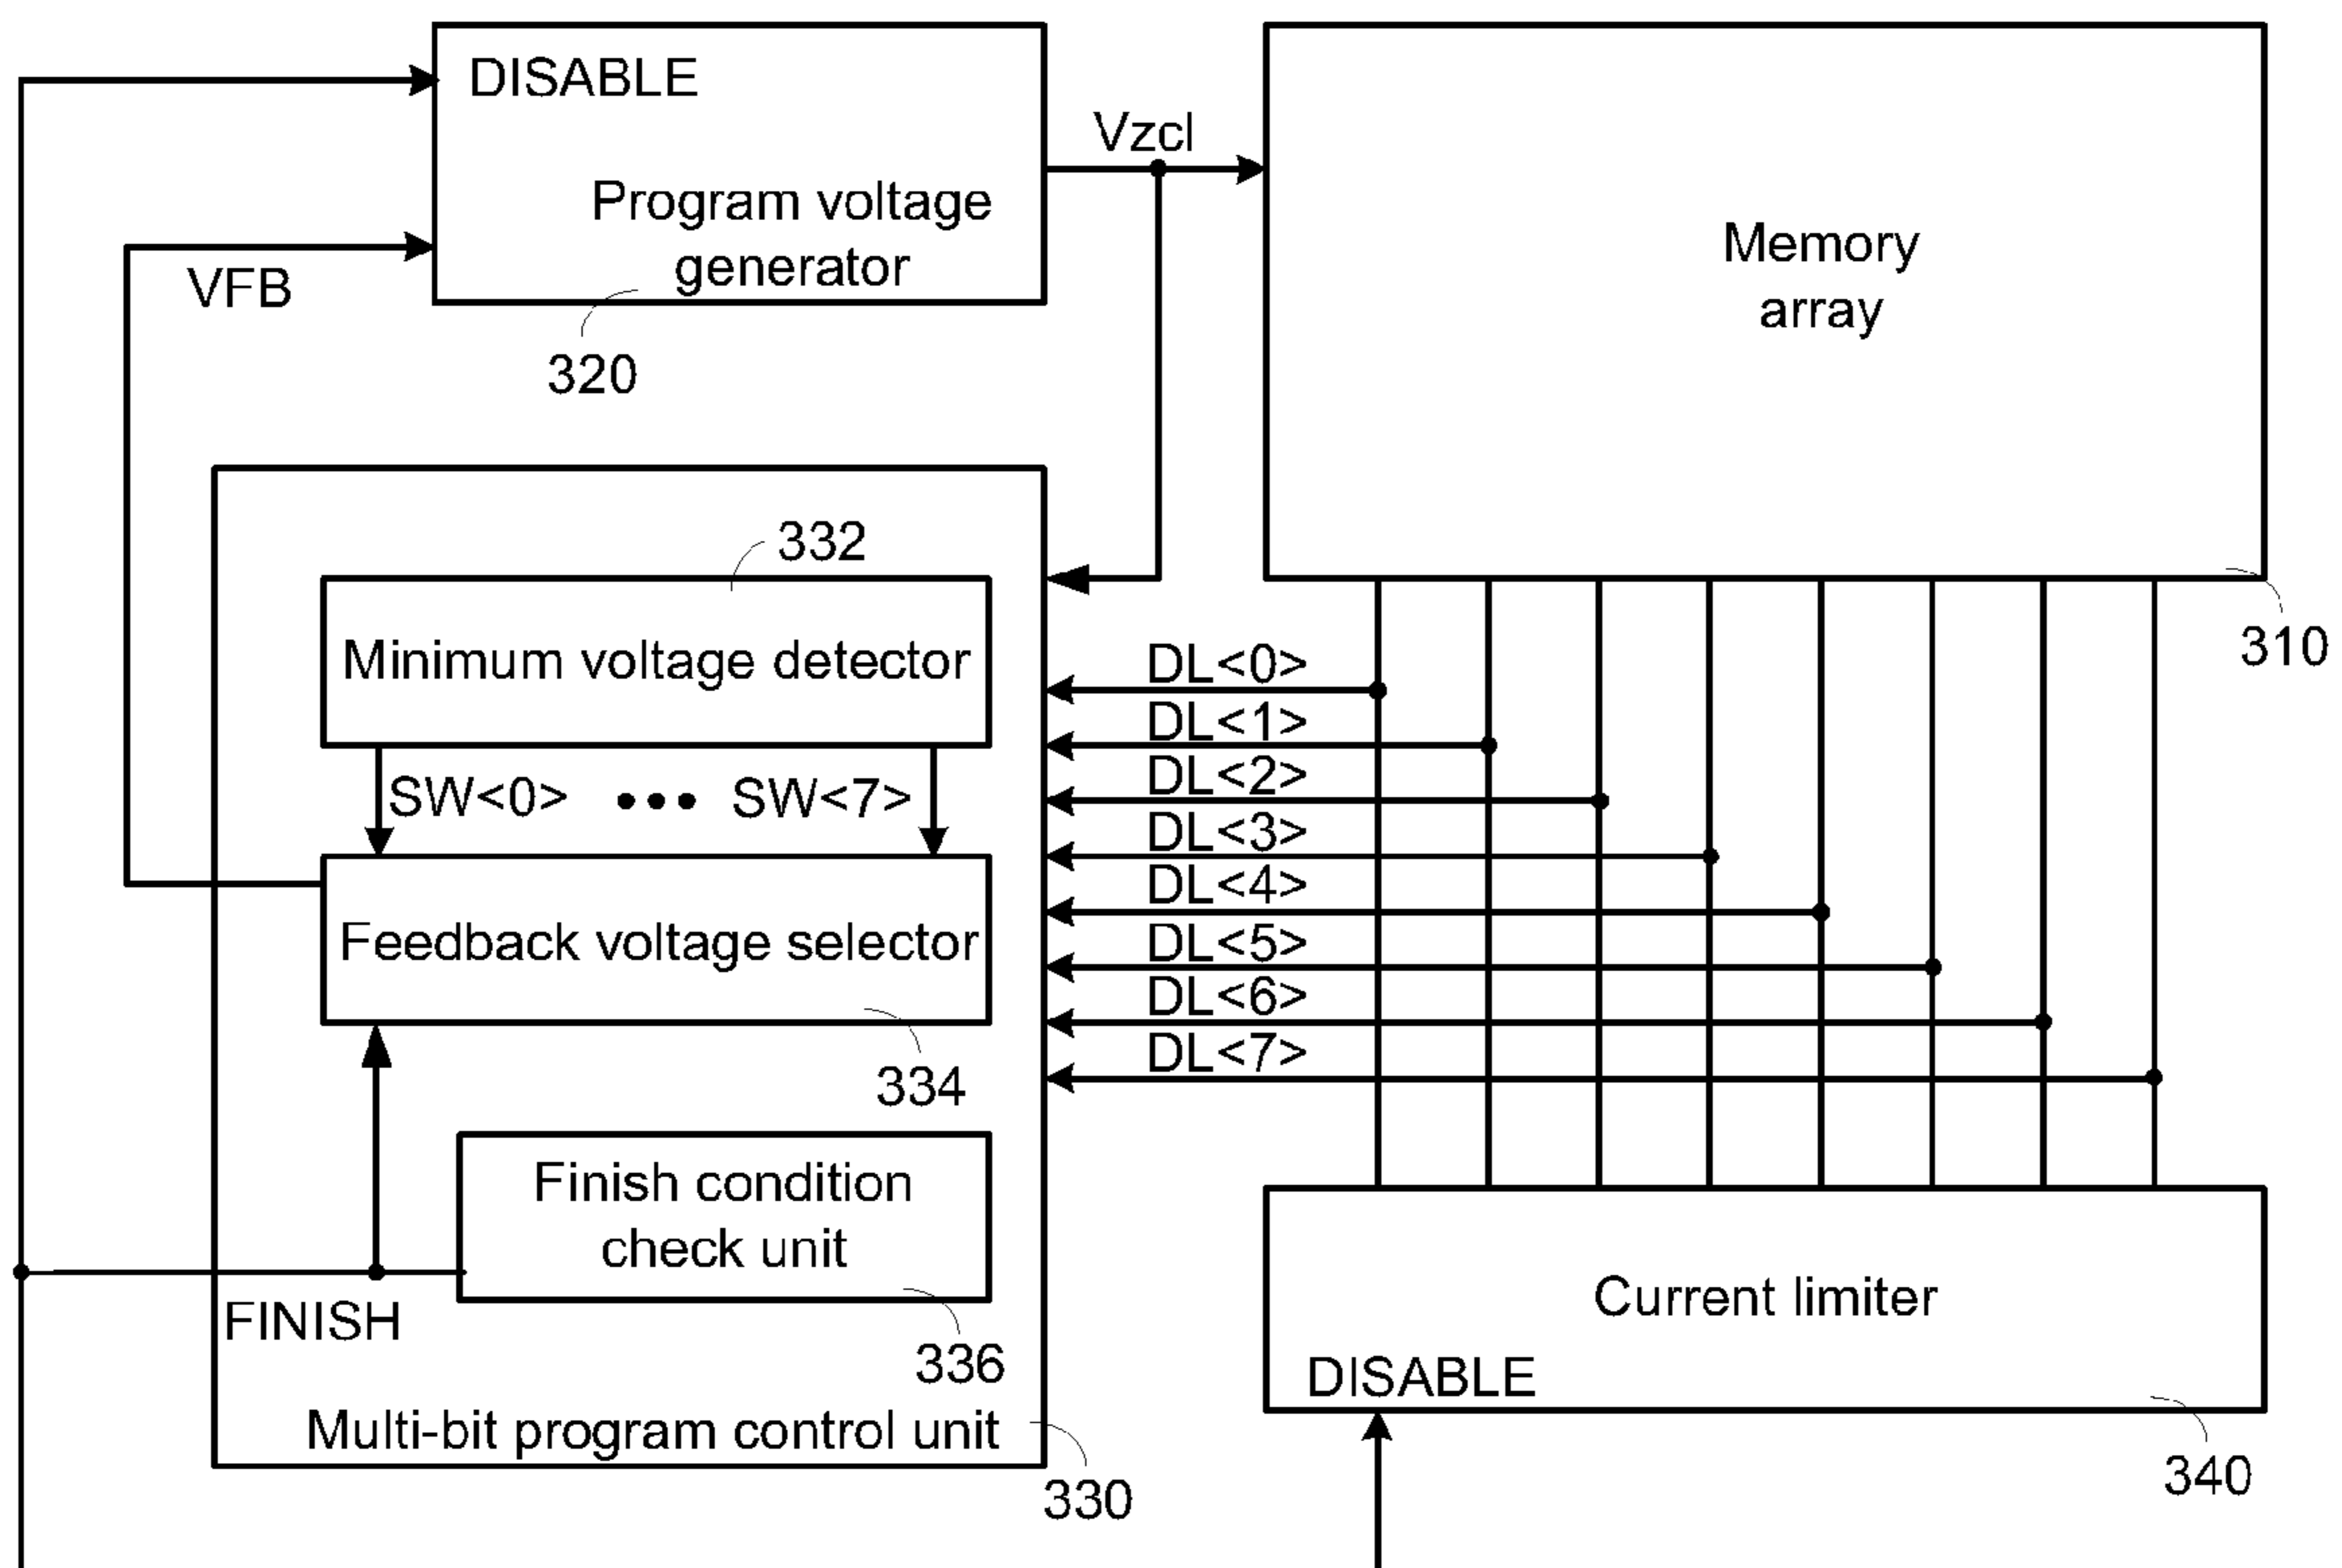 DISABLE
Program voltage
generator
Vzcl
Memory
array
VFB
320
332
310
Minimum voltage detector
SW<0> ••• SW<7>
Feedback voltage selector
334
DL<0>
DL<1>
DL<2>
DL<3>
DL<4>
DL<5>
DL<6>
DL<7>
Finish condition
check unit
FINISH
336
Multi-bit program control unit
330
Current limiter
DISABLE
340